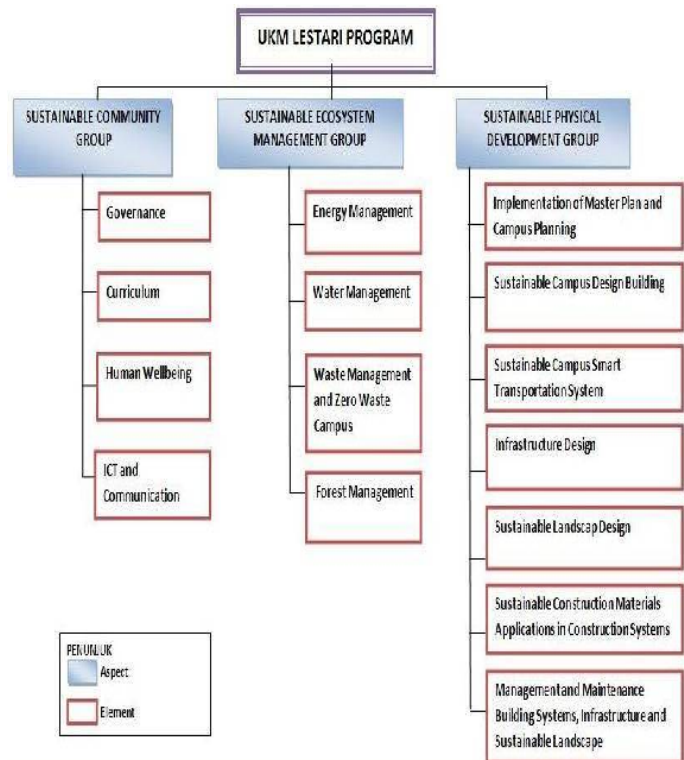 UKM LESTARI PROGRAM
SUSTAINABLE COMMUNITY
GROUP
Governance
Curriculum
Human Wellbeing
ICT and
Communication
SUSTAINABLE ECOSYSTEM
MANAGEMENT GROUP
Energy Management
Water Management
Waste Management
and Zero Waste
Campus
Forest Management
SUSTAINABLE PHYSICAL
DEVELOPMENT GROUP
Implementation of Master Plan and
Campus Planning
Sustainable Campus Design Building
Sustainable Campus Smart
Transportation System
Infrastructure Design
Sustainable Landscap Design
Sustainable Construction Materials
Applications in Construction Systems
Management and Maintenance
Building Systems, Infrastructure and
Sustainable Landscape
PENUNJUK
Aspect
Element